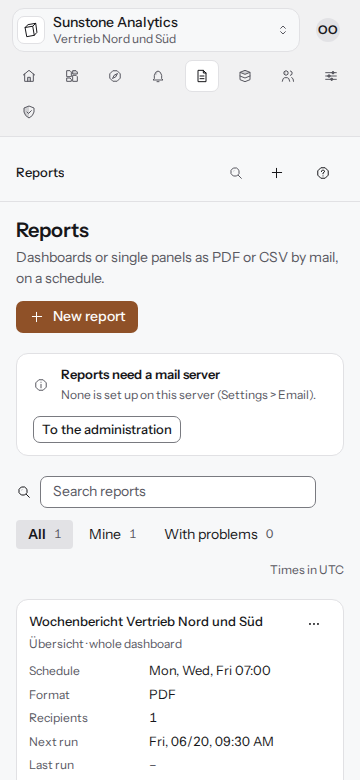 Sunstone Analytics
Vertrieb Nord und Süd
OO
Reports
Reports
Dashboards or single panels as PDF or CSV by mail,
on a schedule.
New report
Reports need a mail server
None is set up on this server (Settings > Email).
To the administration
Search reports
All 1 Mine 1 With problems 0
Times in UTC
Wochenbericht Vertrieb Nord und Süd
Übersicht · whole dashboard
Schedule Mon, Wed, Fri 07:00
Format PDF
Recipients 1
Next run Fri, 06/20, 09:30 AM
Last run –